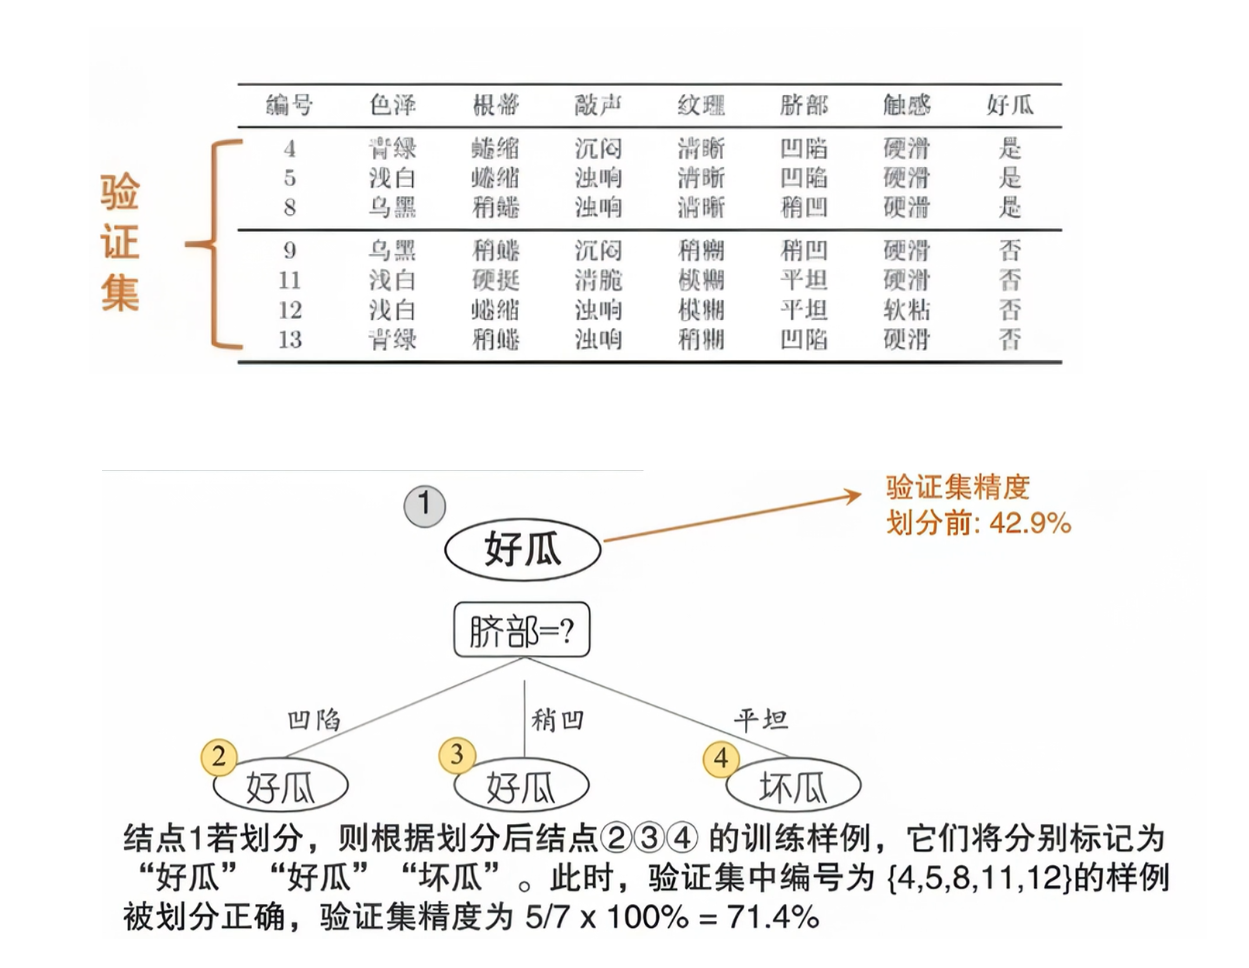 编号 色泽 根蒂 敲声 纹理 脐部 触感 好瓜
4 青绿 蜷缩 沉闷 清晰 凹陷 硬滑 是
5 浅白 蜷缩 浊响 清晰 凹陷 硬滑 是
8 乌黑 稍蜷 浊响 清晰 稍凹 硬滑 是
9 乌黑 稍蜷 沉闷 稍糊 稍凹 硬滑 否
11 浅白 硬挺 清脆 模糊 平坦 硬滑 否
12 浅白 蜷缩 浊响 模糊 平坦 软粘 否
13 青绿 稍蜷 浊响 稍糊 凹陷 硬滑 否
验
证
集
验证集精度
划分前: 42.9%
1
好瓜
脐部=?
凹陷 稍凹 平坦
2 3 4
好瓜 好瓜 坏瓜
结点1若划分，则根据划分后结点②③④ 的训练样例，它们将分别标记为
“好瓜” “好瓜” “坏瓜” 。此时，验证集中编号为 {4,5,8,11,12}的样例
被划分正确，验证集精度为 5/7 x 100% = 71.4%